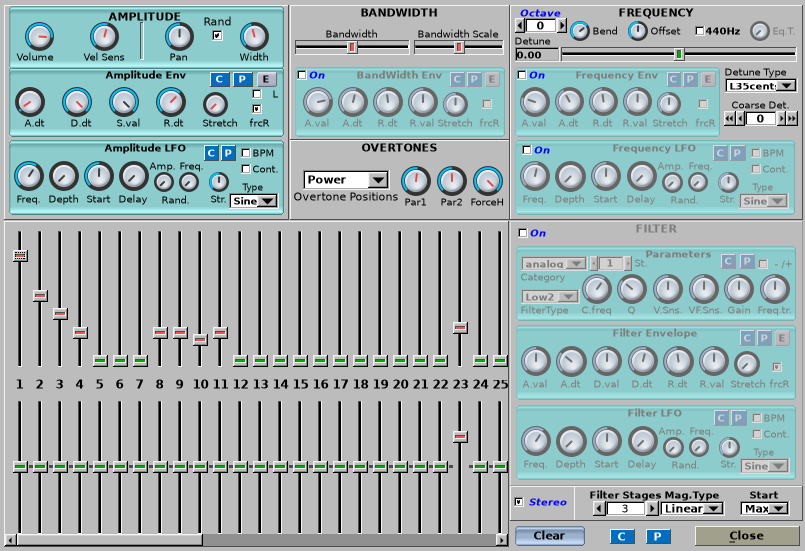 AMPLITUDE
Rand
Volume Vel Sens Pan Width
Amplitude Env
C P E
L
A.dt D.dt S.val R.dt Stretch frcR
Amplitude LFO
C P BPM
Cont.
Amp. Freq.
Type
Freq. Depth Start Delay Rand. Str. Sine
BANDWIDTH
Bandwidth Bandwidth Scale
On BandWidth Env C P E
A.val A.dt R.dt R.val Stretch frcR
OVERTONES
Power
Overtone Positions Par1 Par2 ForceH
Octave FREQUENCY
0 Bend Offset 440Hz Eq.T
Detune
0.00
On Frequency Env C P E
A.val A.dt R.dt R.val Stretch frcR
Detune Type
L35cent:
Coarse Det.
0
On Frequency LFO C P BPM
Cont.
Amp. Freq.
Type
Freq. Depth Start Delay Rand. Str. Sine
On FILTER
Parameters
analog 1 St. C P -/+
Category
Low2
FilterType C.freq Q V.Sns. VF.Sns. Gain Freq.tr.
Filter Envelope C P E
A.val A.dt D.val D.dt R.dt R.val Stretch frcR
Filter LFO C P BPM
Cont.
Amp. Freq.
Type
Freq. Depth Start Delay Rand. Str. Sine
1 2 3 4 5 6 7 8 9 10 11 12 13 14 15 16 17 18 19 20 21 22 23 24 25
Stereo Filter Stages Mag.Type Start
3 Linear Max
Clear C P Close